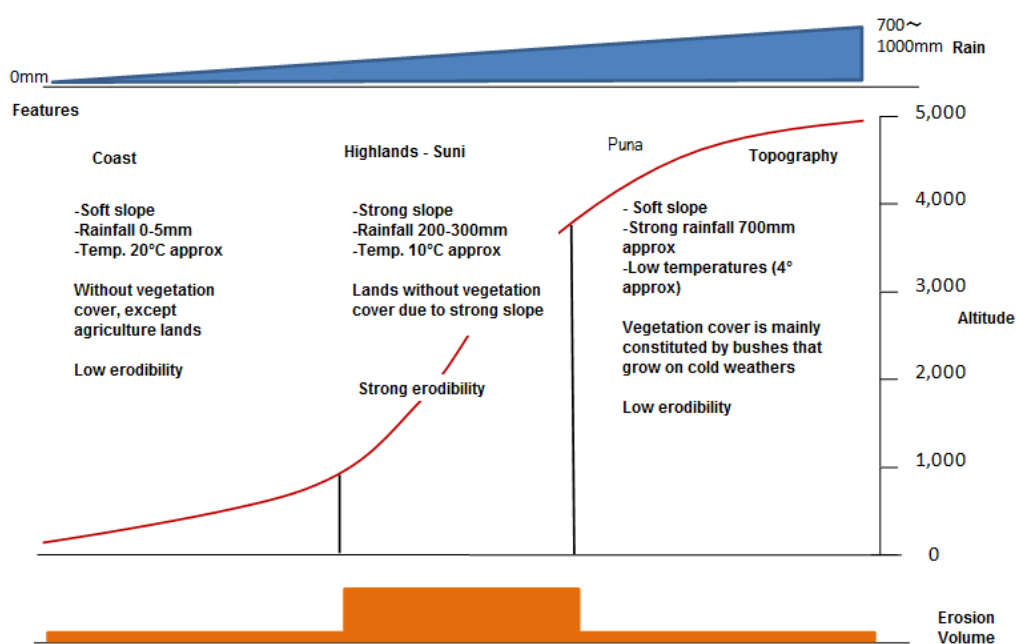 700~
1000mm
Rain
0mm
Features
Coast
-Soft slope
-Rainfall 0-5mm
-Temp. 20°C approx
Without vegetation
cover, except
agriculture lands
Low erodibility
Highlands - Suni
-Strong slope
-Rainfall 200-300mm
-Temp. 10°C approx
Lands without vegetation
cover due to strong slope
Strong erodibility
Puna
Topography
- Soft slope
-Strong rainfall 700mm
approx
-Low temperatures (4°
approx)
Vegetation cover is mainly
constituted by bushes that
grow on cold weathers
Low erodibility
5,000
4,000
3,000
Altitude
2,000
1,000
0
Erosion
Volume